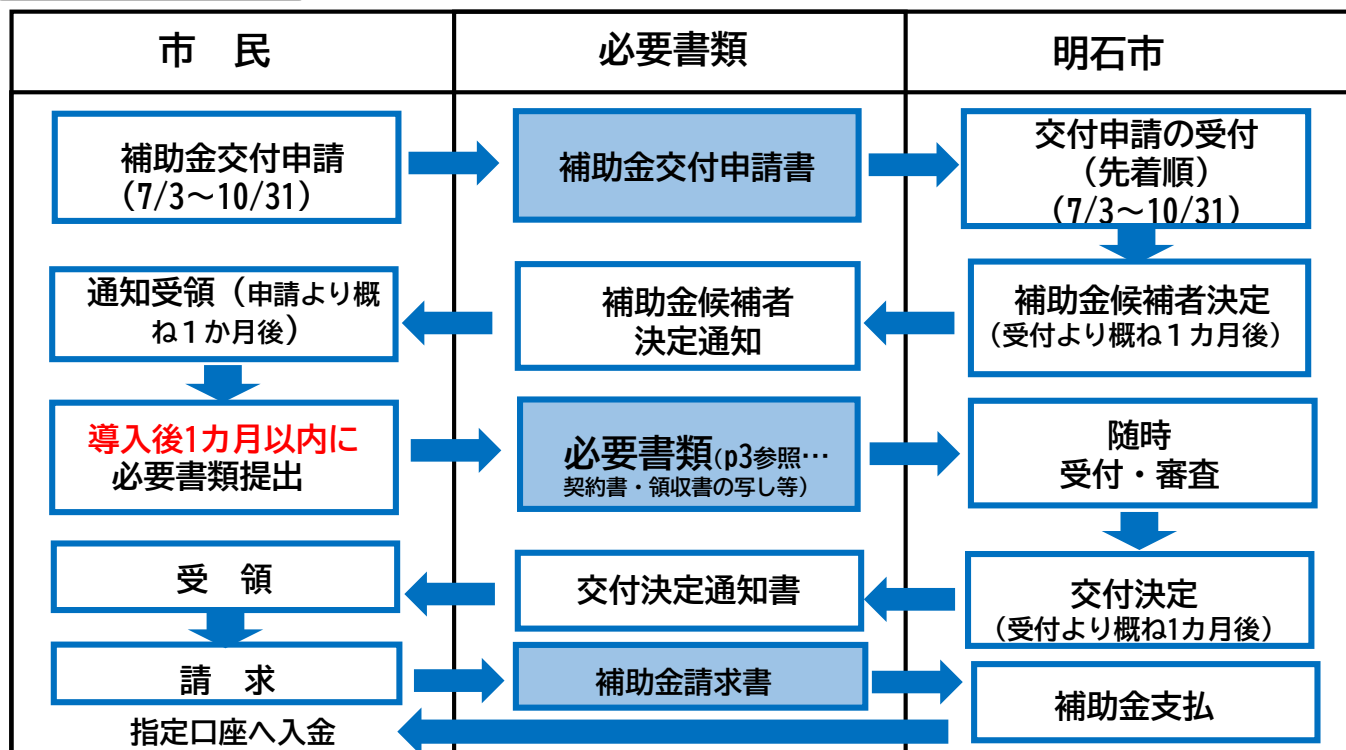 市　民
必要書類
明石市
補助金交付申請
(7/3～10/31)
補助金交付申請書
交付申請の受付
(先着順)
(7/3～10/31)
通知受領（申請より概
ね１か月後）
補助金候補者
決定通知
補助金候補者決定
(受付より概ね１カ月後)
導入後1カ月以内に
必要書類提出
必要書類(p3参照…
契約書・領収書の写し等)
随時
受付・審査
受　領
交付決定通知書
交付決定
(受付より概ね1カ月後)
請　求
補助金請求書
補助金支払
指定口座へ入金